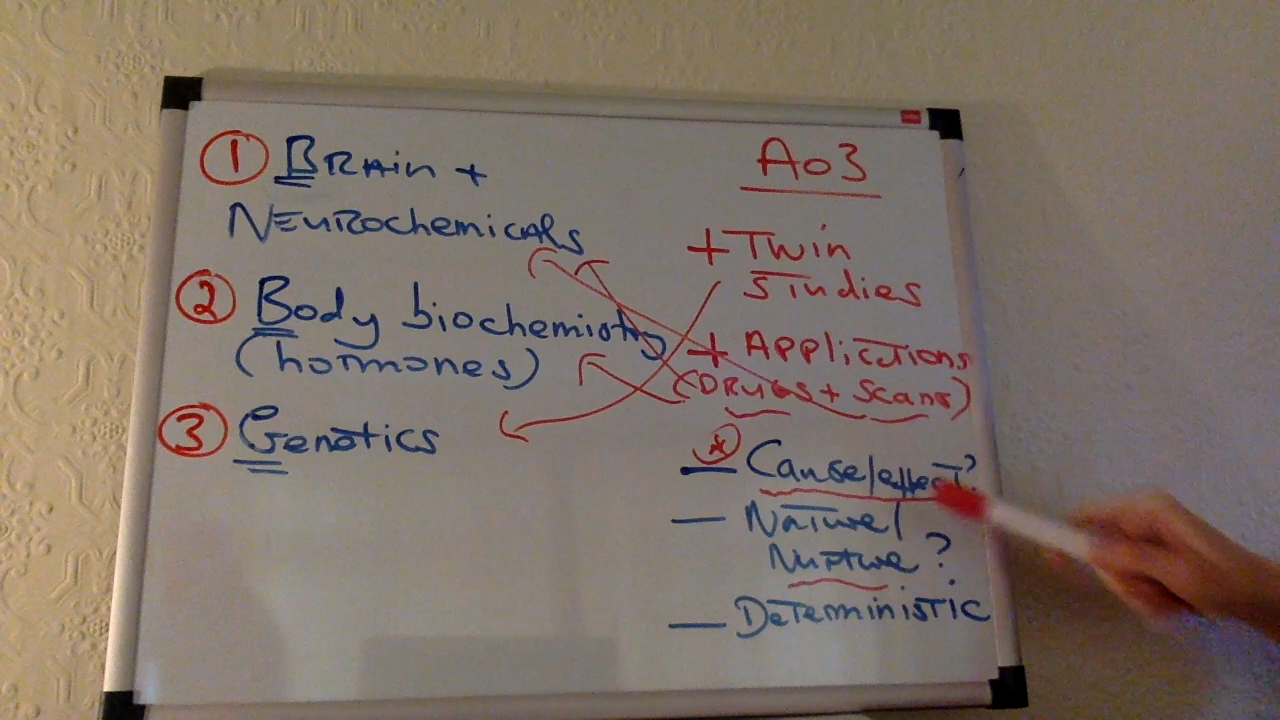 ① BRAin +
NEuROchemicALs
② Body biochemistry
(hormones)
③ Genetics
Ao3
+ Twin
Studies
+ Applications
(DRUGS + Scans)
* – Cause/effect?
– Nature/
Nurture?
– Deterministic